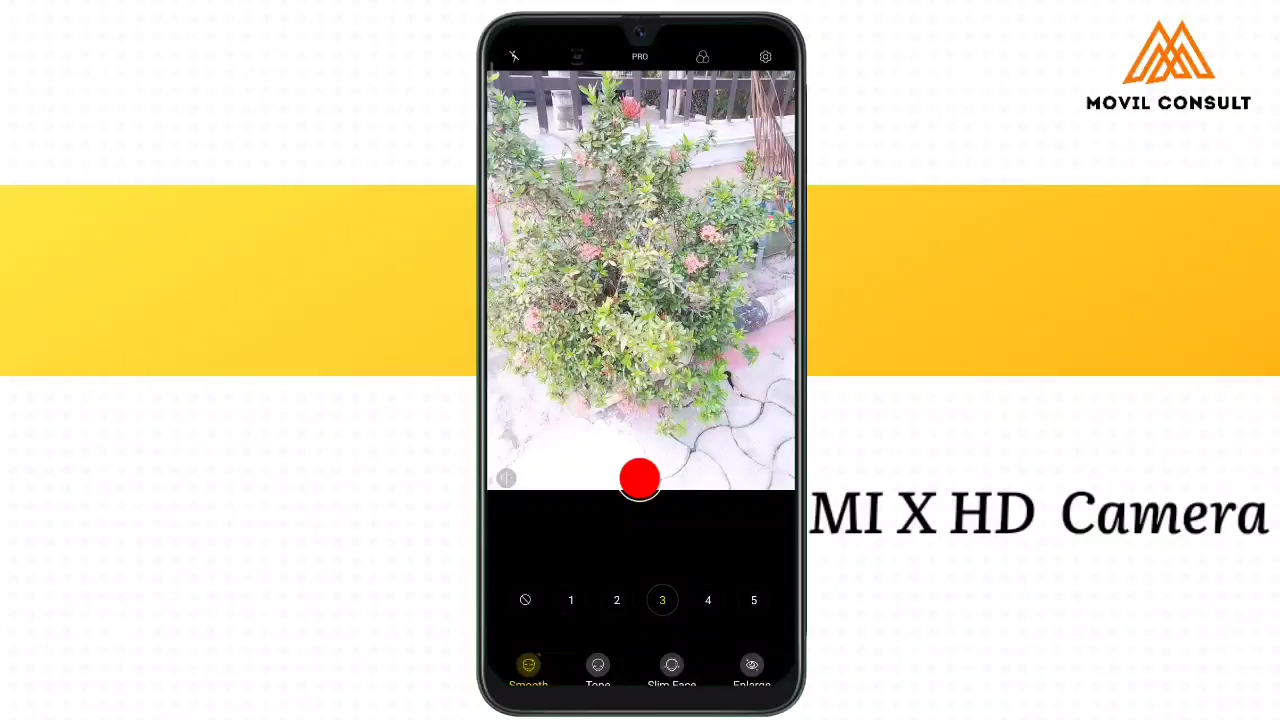 MOVIL CONSULT
PRO
MI X HD Camera
1 2 3 4 5
Smooth Tone Slim Face Enlarge